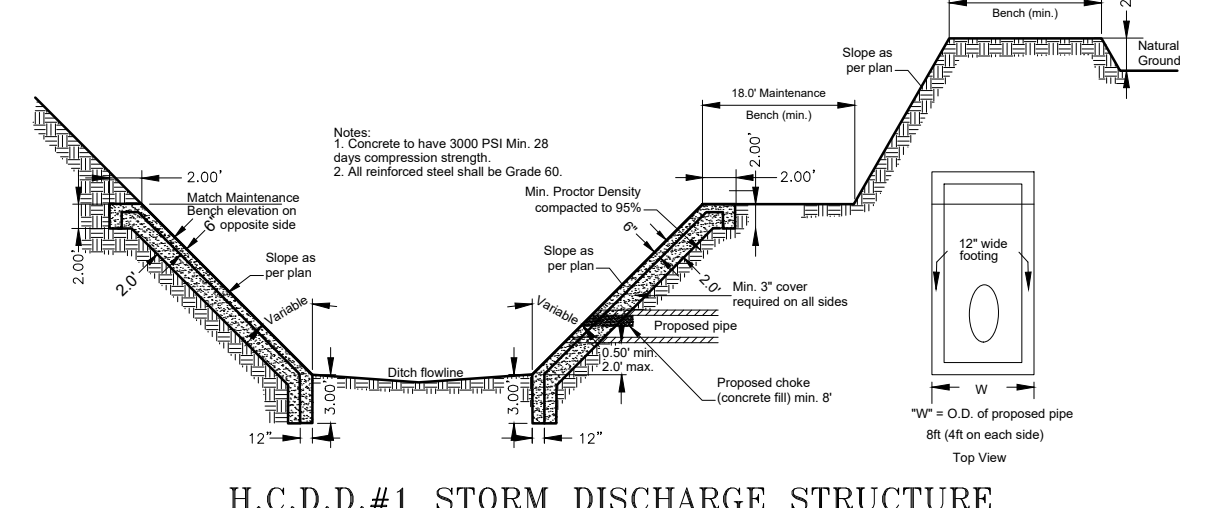 Bench (min.)
2
Natural
Ground
Slope as
per plan
18.0' Maintenance
Bench (min.)
Notes:
1. Concrete to have 3000 PSI Min. 28
days compression strength.
2. All reinforced steel shall be Grade 60.
2.00'
2.00'
2.00'
Match Maintenance
Bench elevation on
opposite side
Min. Proctor Density
compacted to 95%
6"
6"
2.00'
2.0'
Slope as
per plan
Slope as
per plan
2.0'
Min. 3" cover
required on all sides
12" wide
footing
Variable
Variable
Proposed pipe
0.50' min.
2.0' max.
Ditch flowline
Proposed choke
(concrete fill) min. 8'
3.00'
3.00'
12"
12"
W
"W" = O.D. of proposed pipe
8ft (4ft on each side)
Top View
H.C.D.D.#1 STORM DISCHARGE STRUCTURE